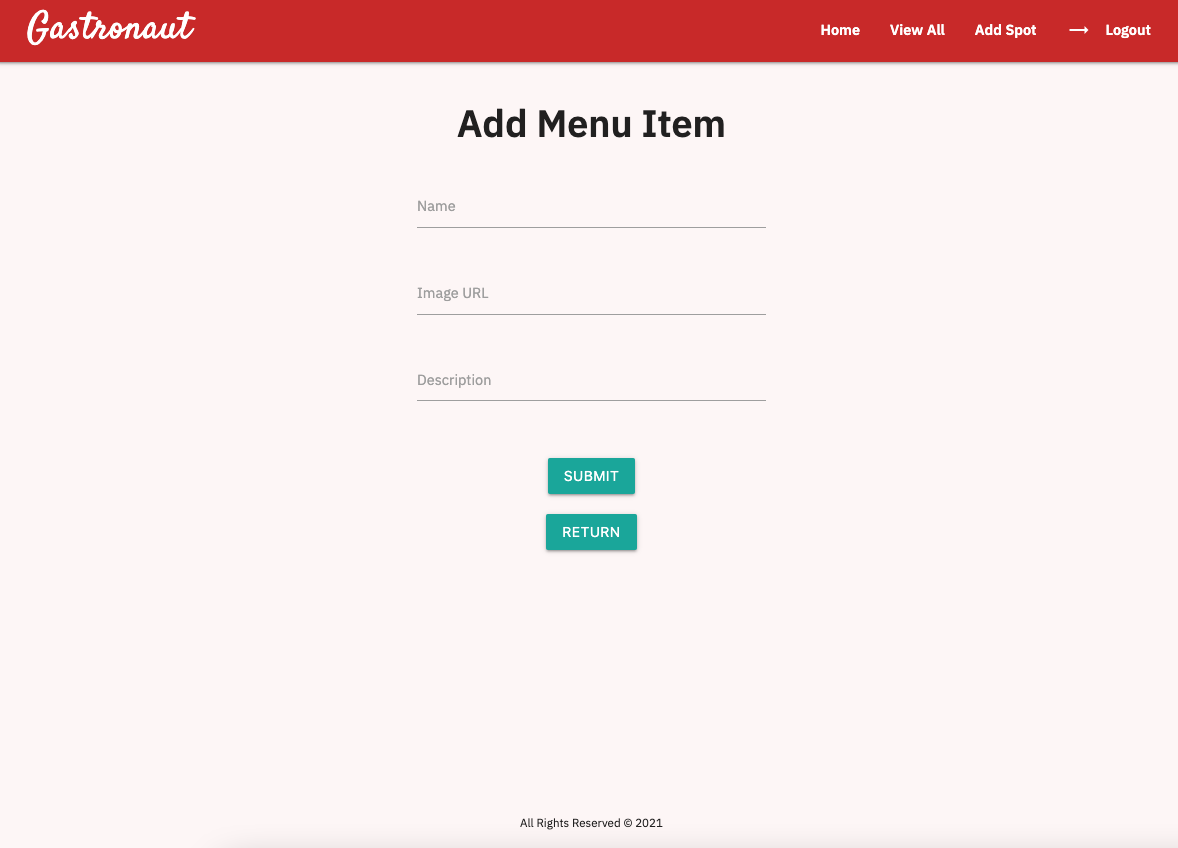 Gastronaut
Home View All Add Spot → Logout
Add Menu Item
Name
Image URL
Description
SUBMIT
RETURN
All Rights Reserved © 2021